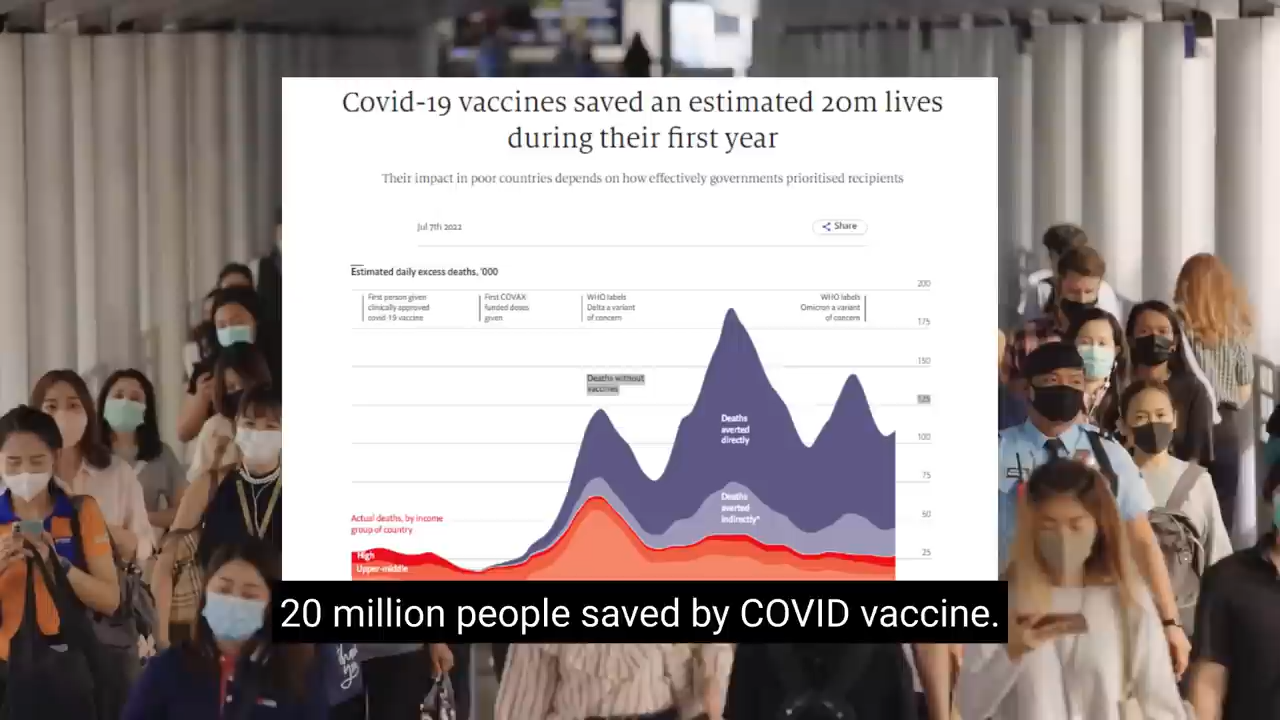 Covid-19 vaccines saved an estimated 20m lives
during their first year
Their impact in poor countries depends on how effectively governments prioritised recipients
Jul 7th 2022
Share
Estimated daily excess deaths, '000
200
First person given
clinically approved
covid-19 vaccine
First COVAX
funded doses
given
WHO labels
Delta a variant
of concern
WHO labels
Omicron a variant
of concern
175
150
Deaths without
vaccines
125
Deaths
averted
directly
100
75
Deaths
averted
indirectly*
50
Actual deaths, by income
group of country
25
High
Upper-middle
20 million people saved by COVID vaccine.